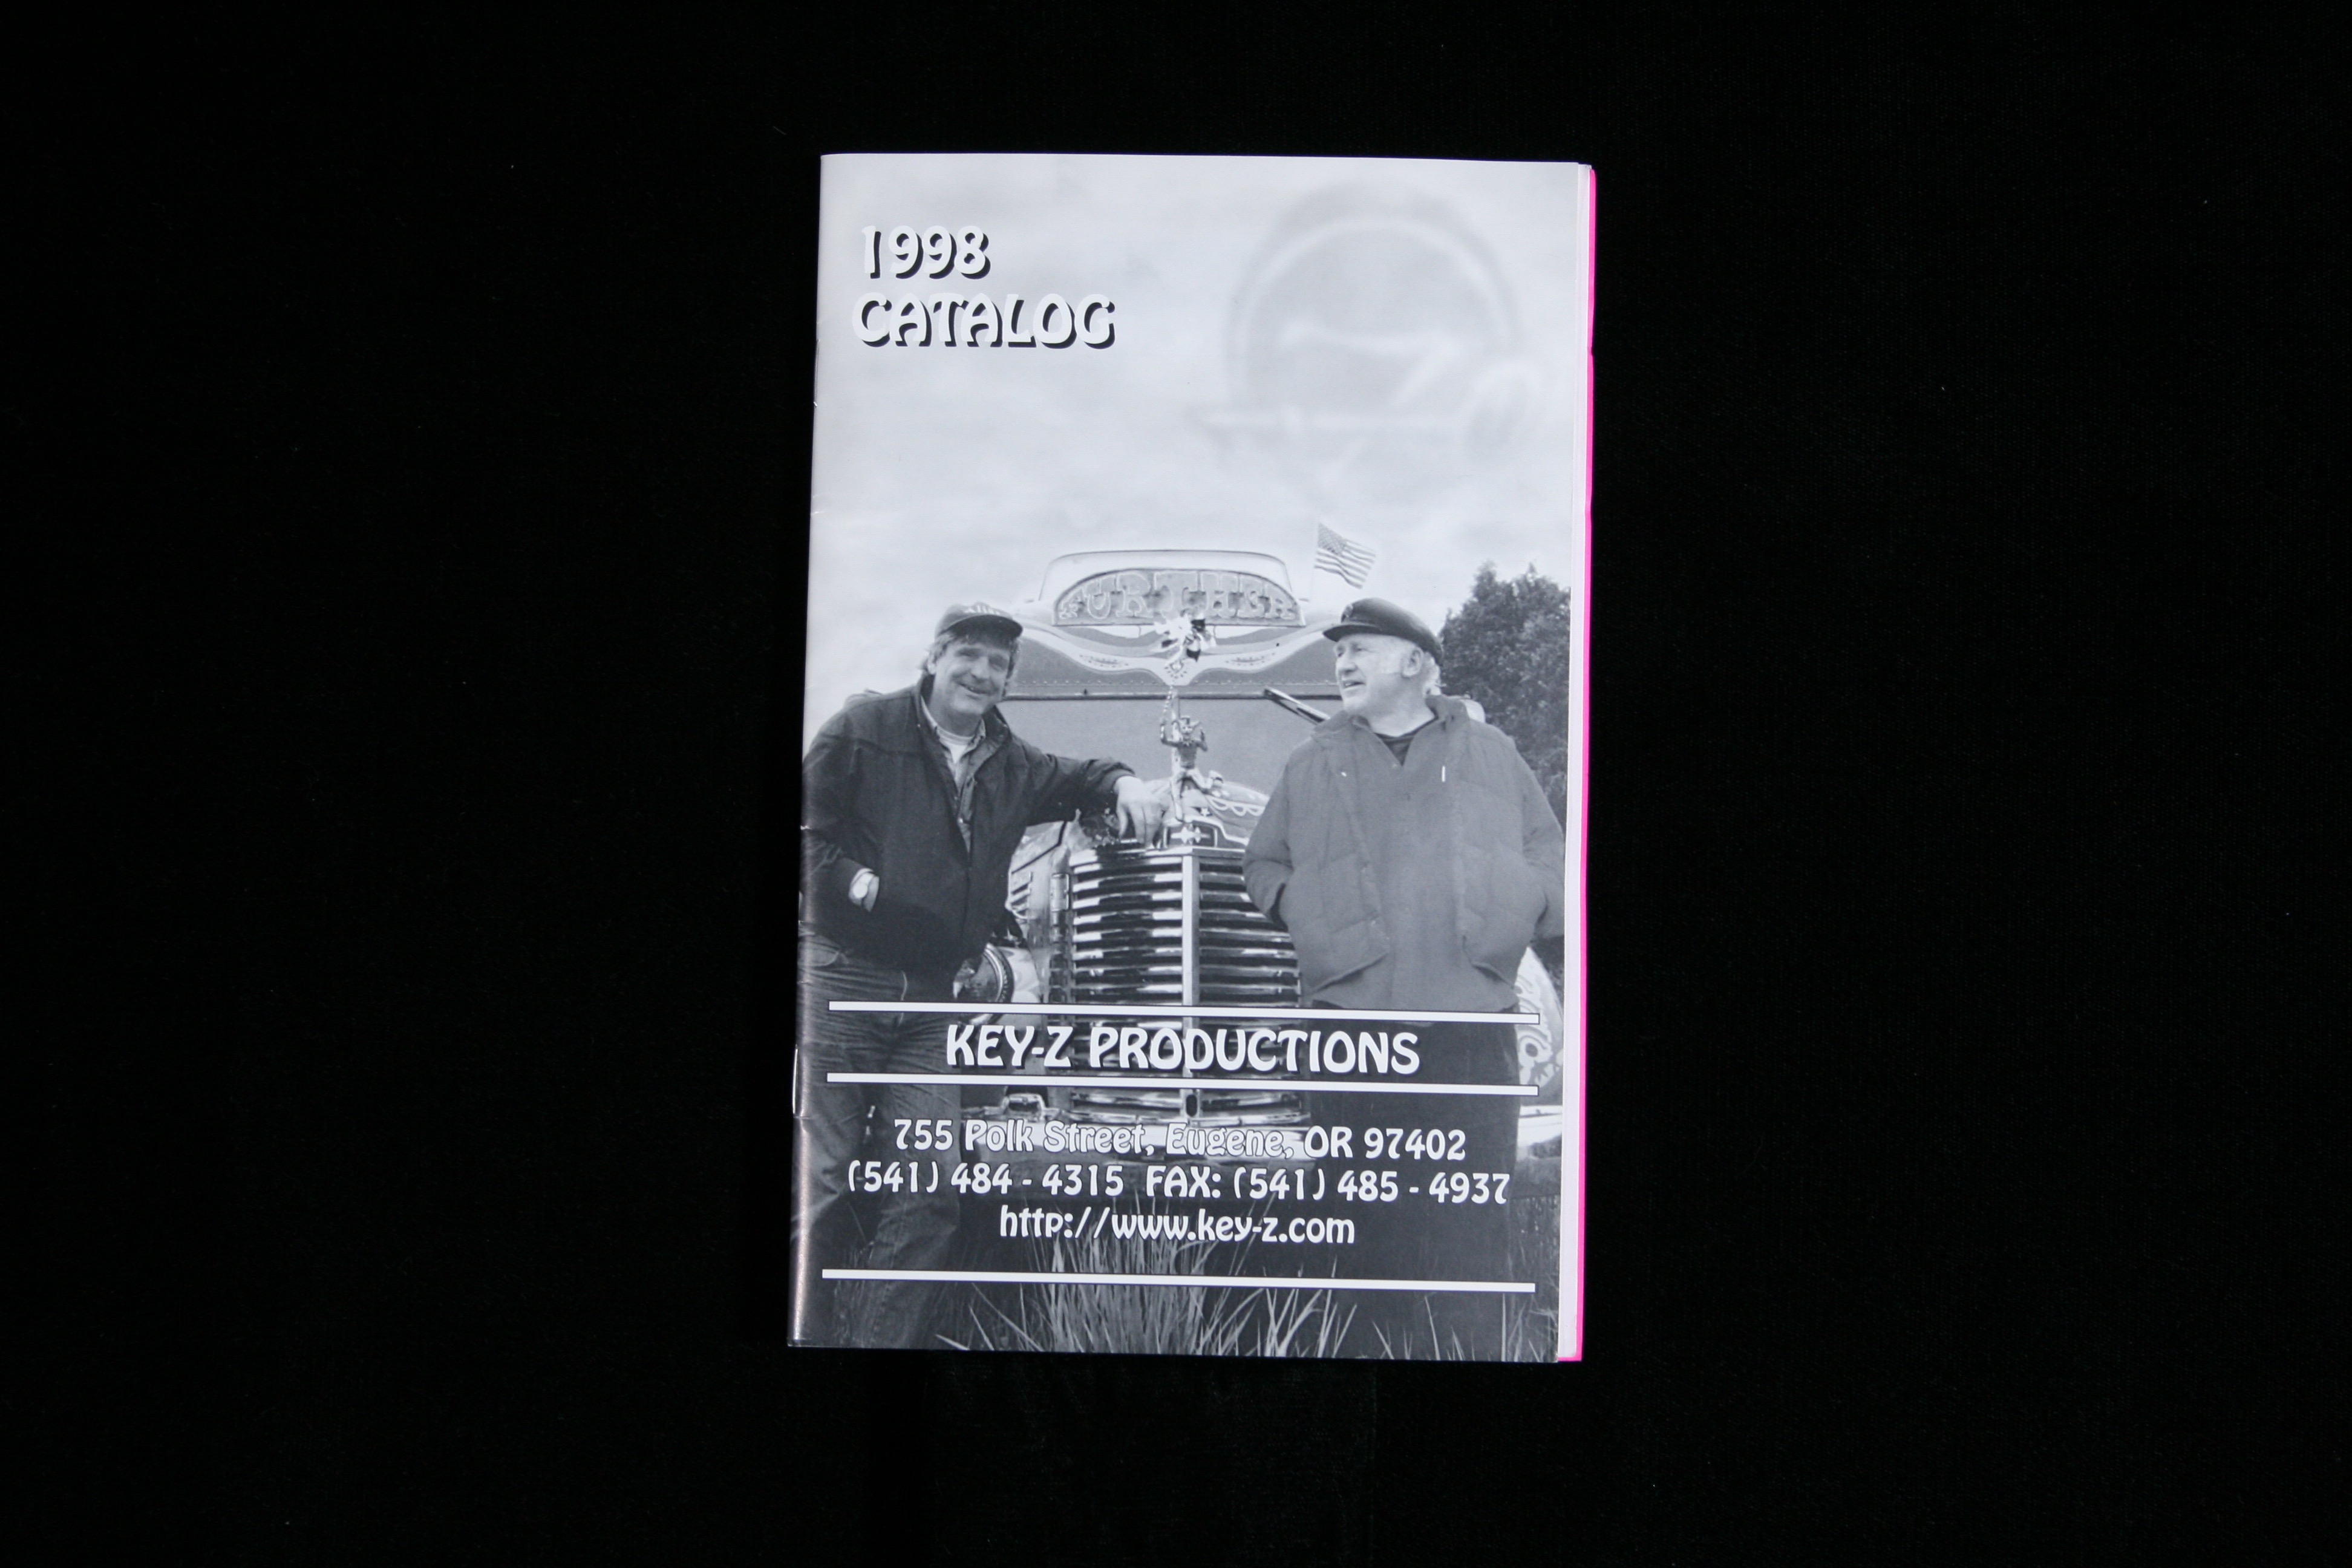 1998
CATALOG
FURTHER
KEY-Z PRODUCTIONS
755 Polk Street, Eugene, OR 97402
(541) 484 - 4315 FAX: (541) 485 - 4937
http://www.key-z.com